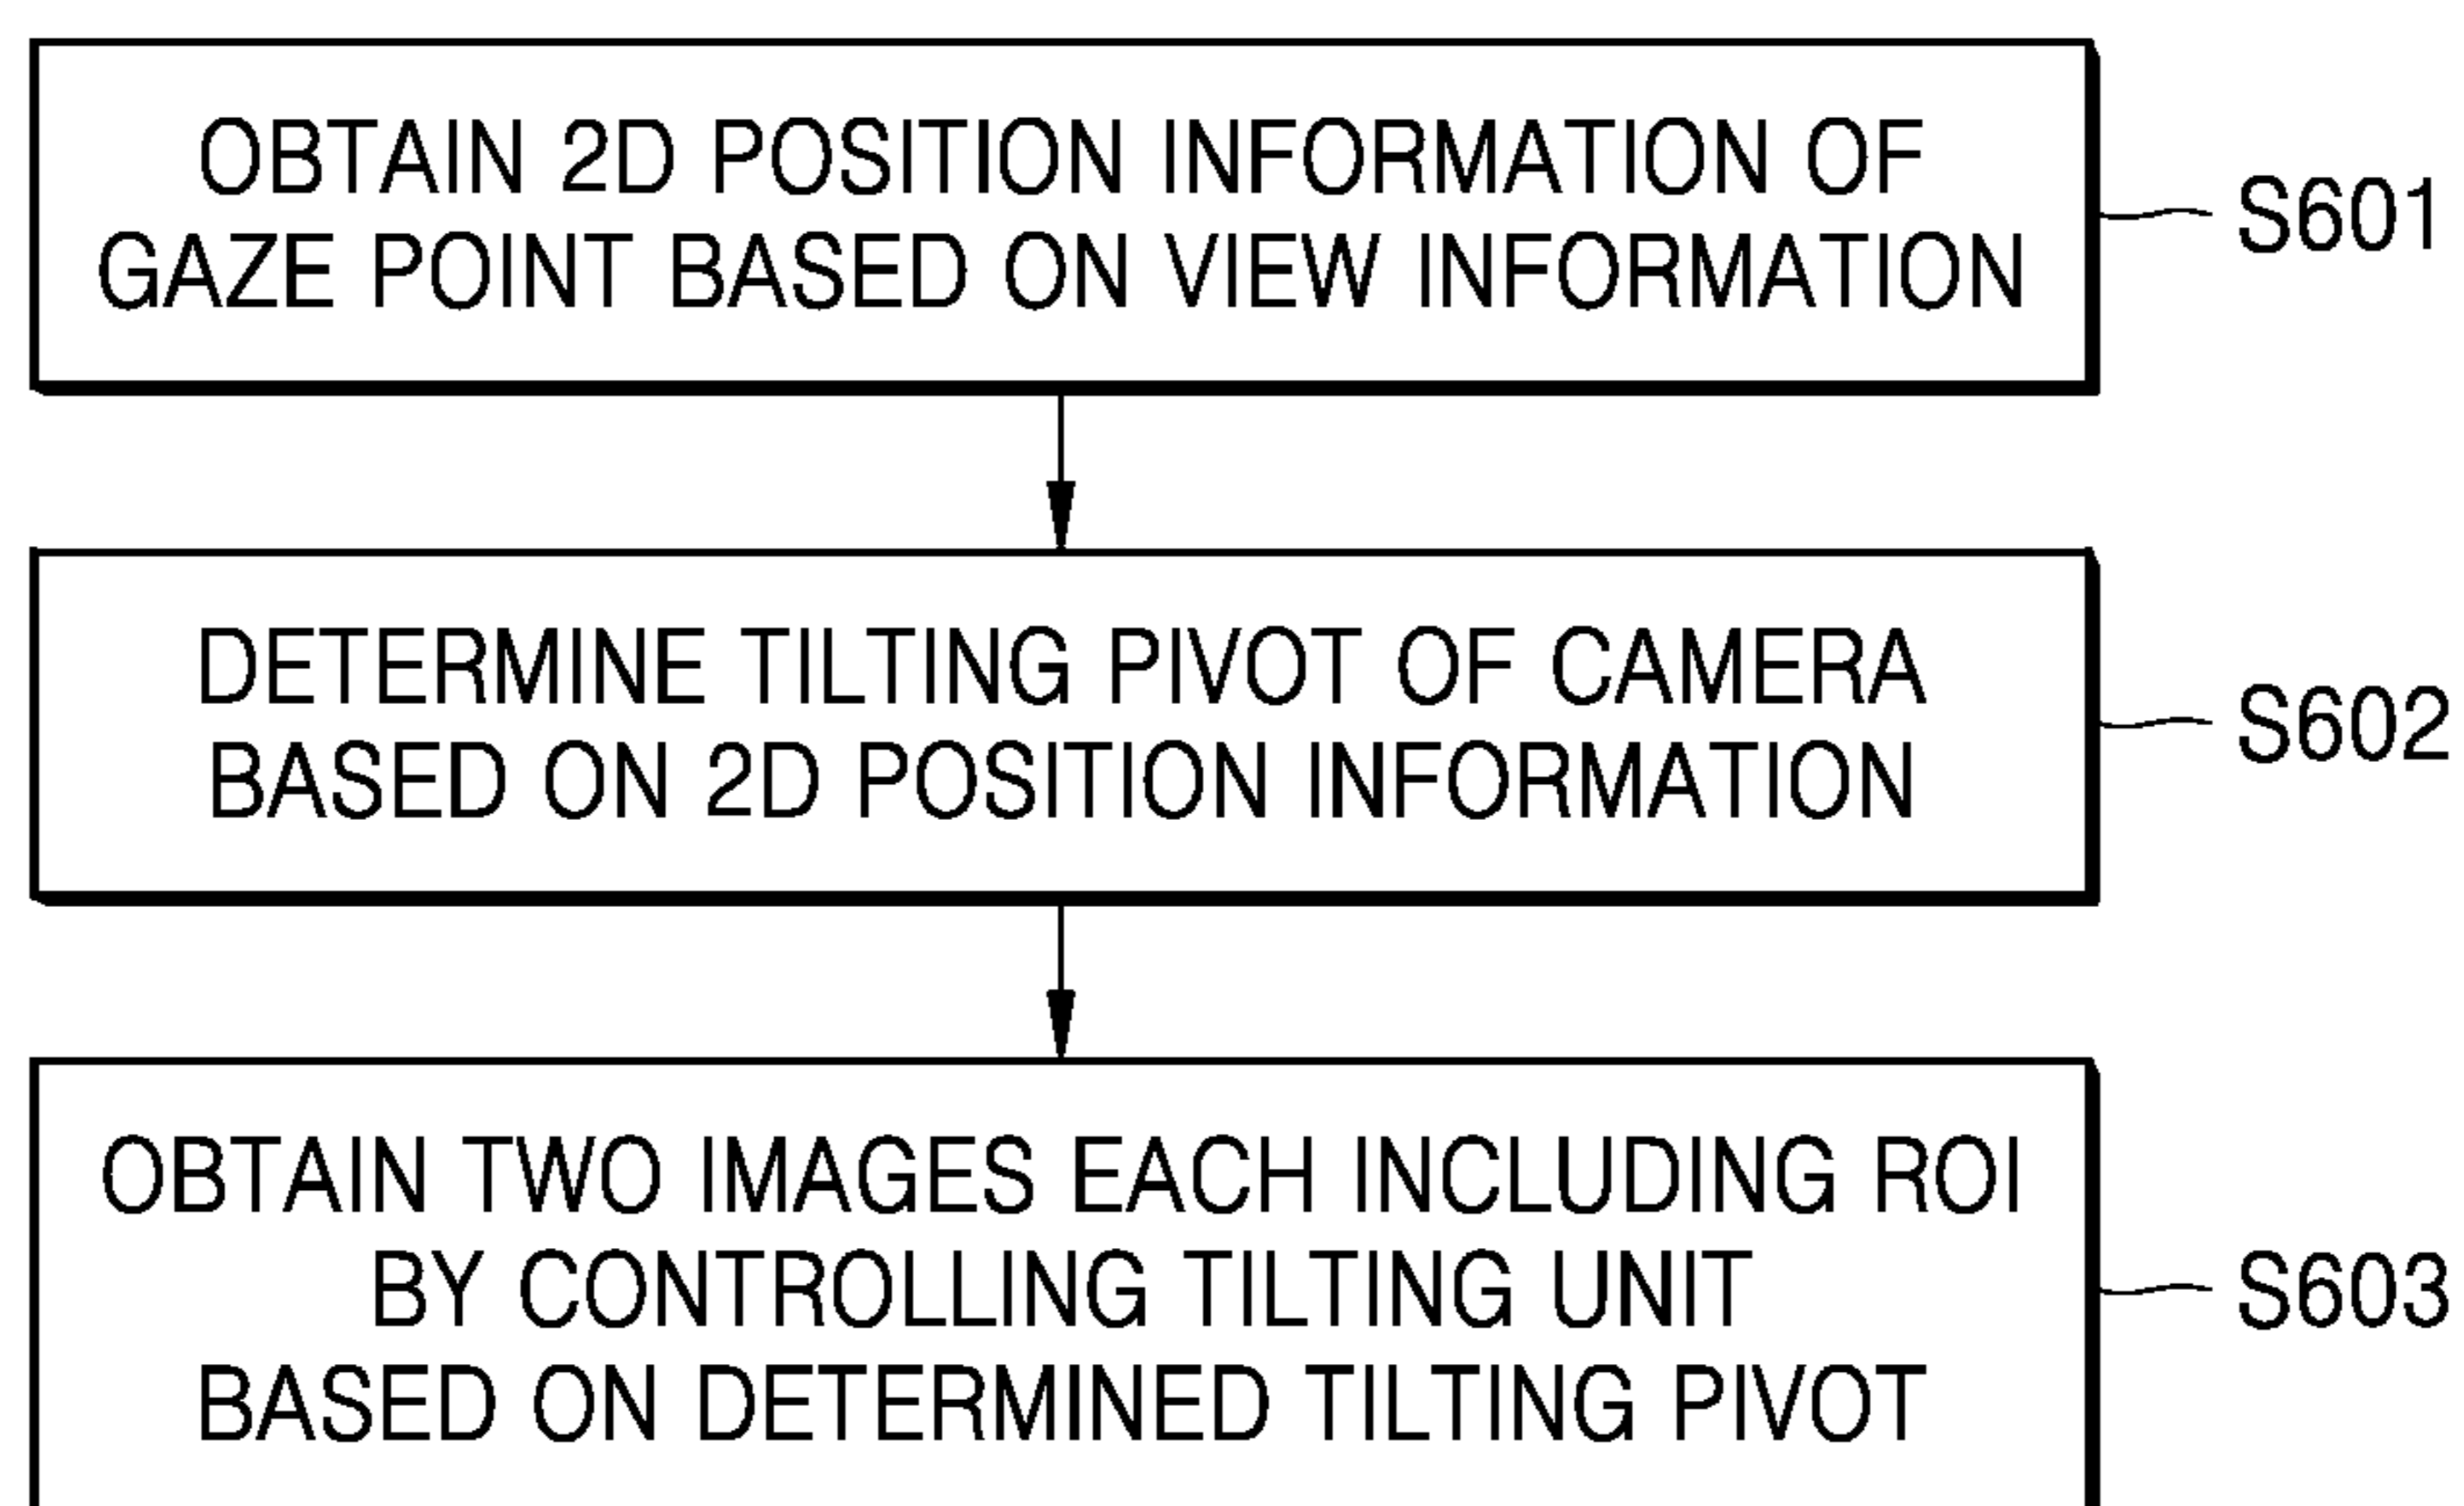 OBTAIN 2D POSITION INFORMATION OF
GAZE POINT BASED ON VIEW INFORMATION
S601
DETERMINE TILTING PIVOT OF CAMERA
BASED ON 2D POSITION INFORMATION
S602
OBTAIN TWO IMAGES EACH INCLUDING ROI
BY CONTROLLING TILTING UNIT
BASED ON DETERMINED TILTING PIVOT
S603